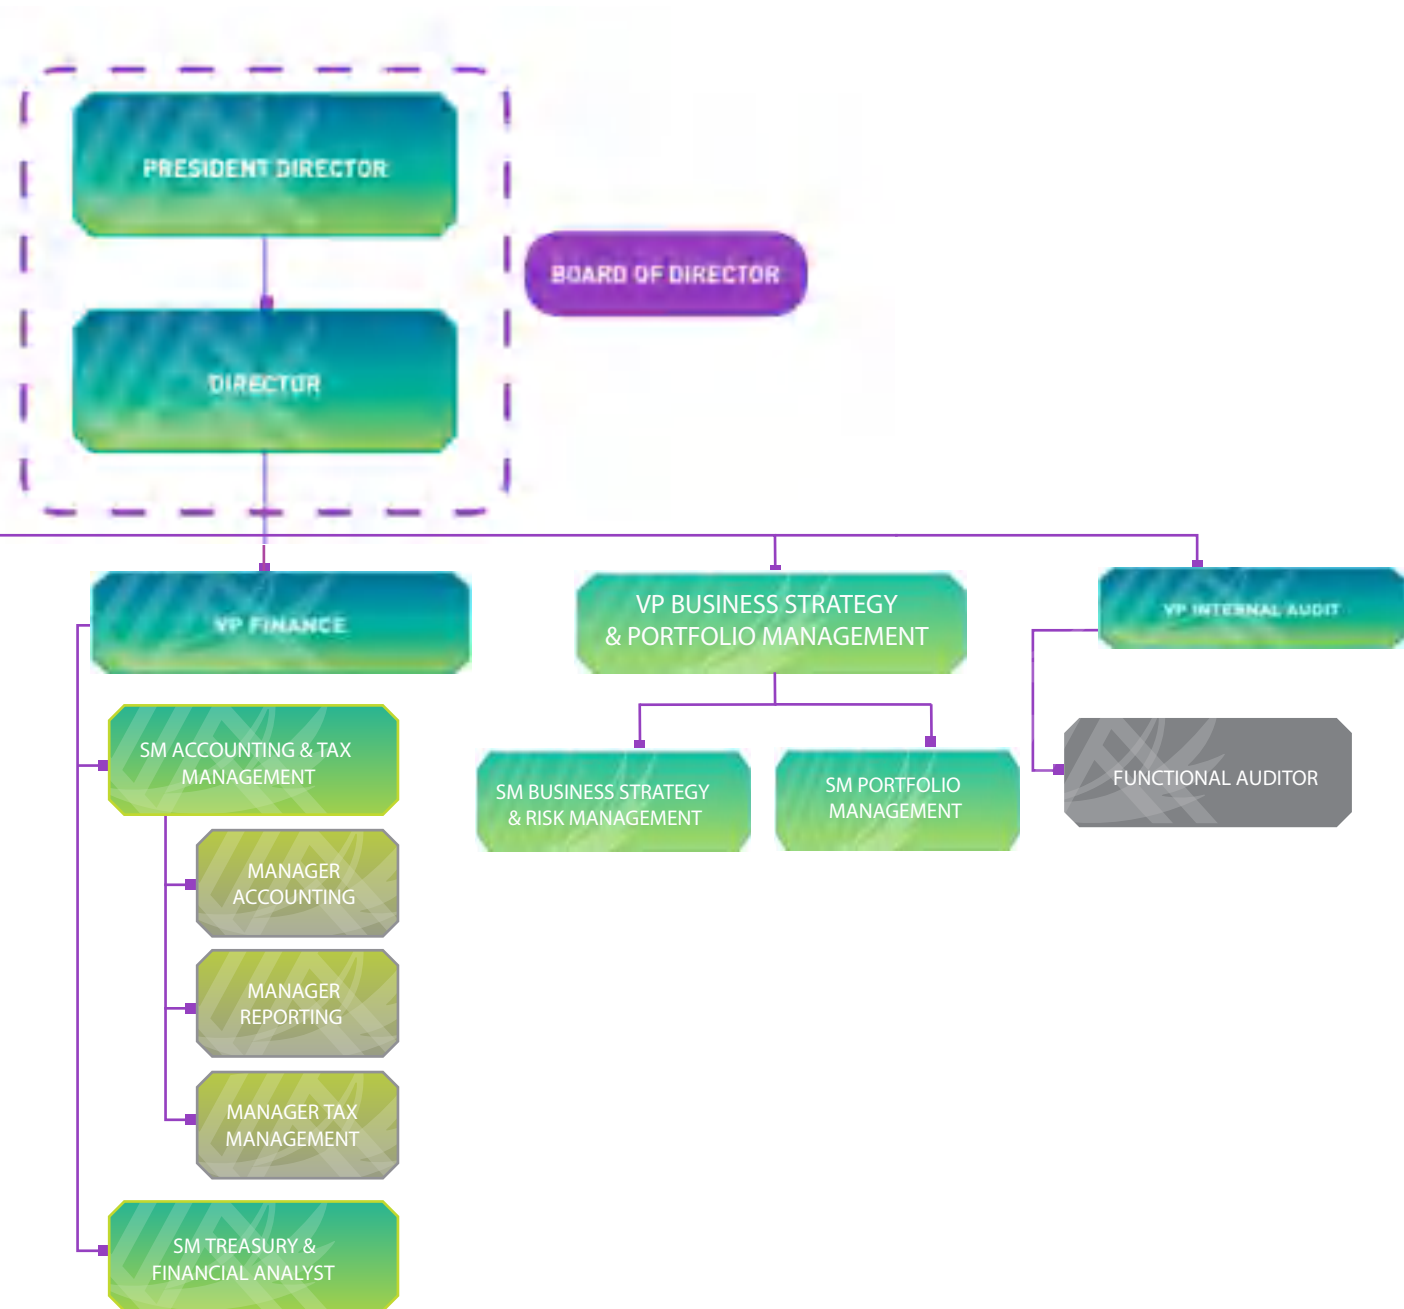 PRESIDENT DIRECTOR
BOARD OF DIRECTOR
DIRECTOR
VP FINANCE
VP BUSINESS STRATEGY
& PORTFOLIO MANAGEMENT
VP INTERNAL AUDIT
SM ACCOUNTING & TAX
MANAGEMENT
SM BUSINESS STRATEGY
& RISK MANAGEMENT
SM PORTFOLIO
MANAGEMENT
FUNCTIONAL AUDITOR
MANAGER
ACCOUNTING
MANAGER
REPORTING
MANAGER TAX
MANAGEMENT
SM TREASURY &
FINANCIAL ANALYST